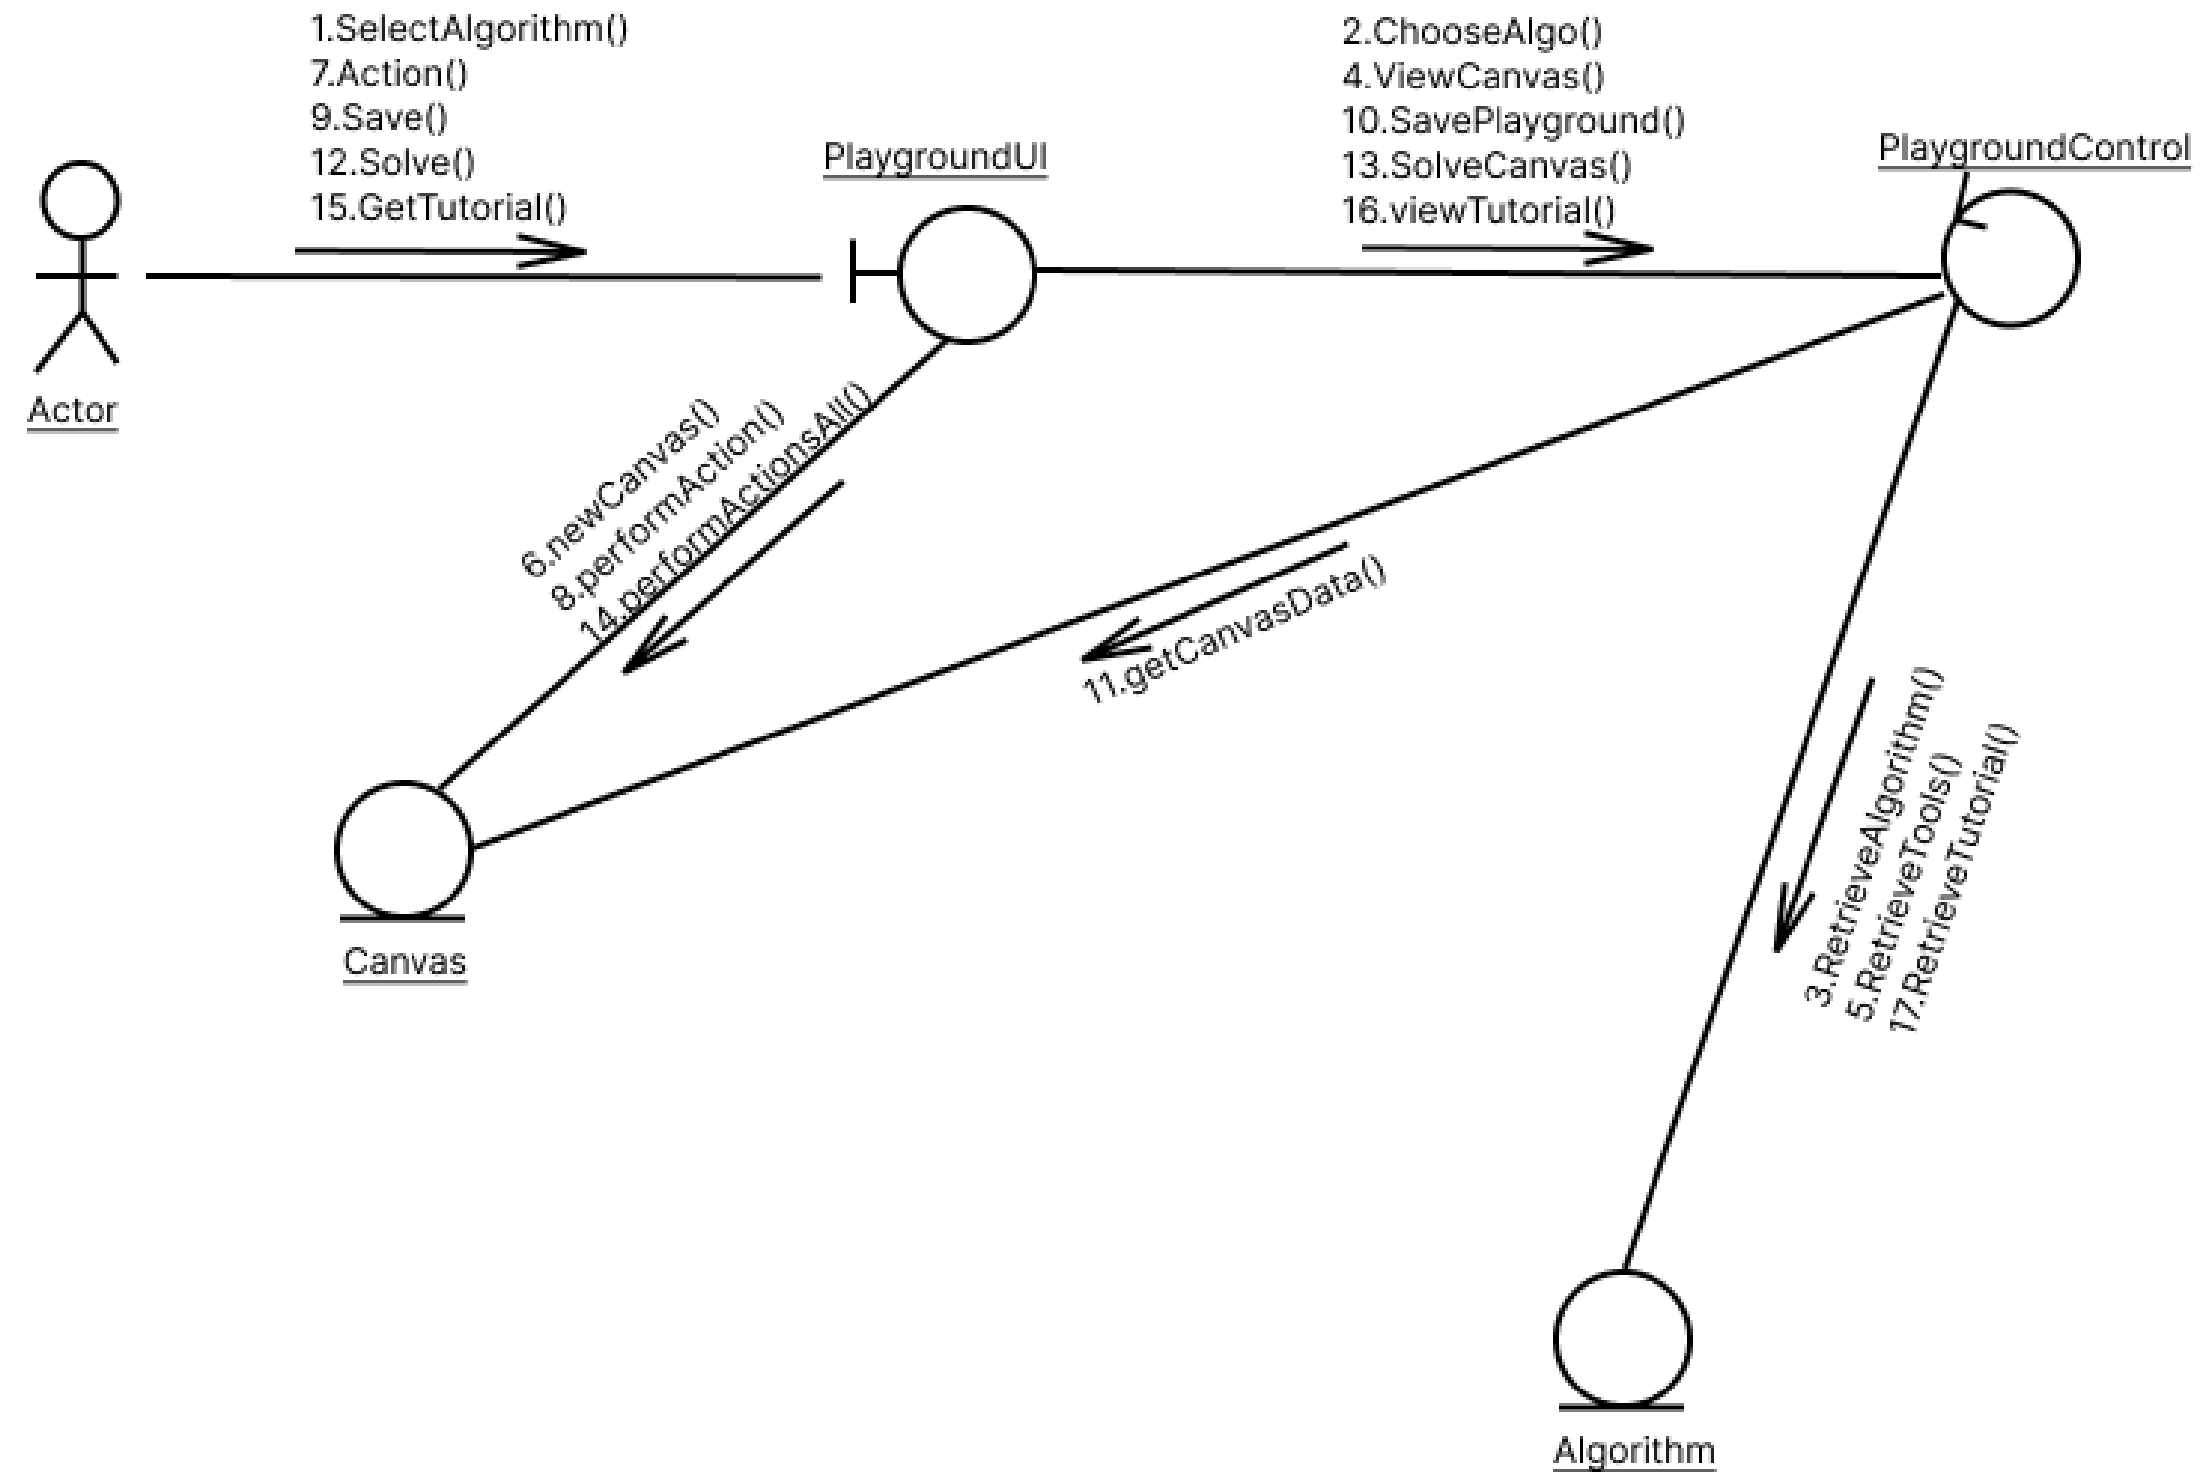 1.SelectAlgorithm()
7.Action()
9.Save()
12.Solve()
15.GetTutorial()
2.ChooseAlgo()
4.ViewCanvas()
10.SavePlayground()
13.SolveCanvas()
16.viewTutorial()
PlaygroundUI
PlaygroundControl
Actor
6.newCanvas()
8.performAction()
14.performActionsAll()
11.getCanvasData()
3.RetrieveAlgorithm()
5.RetrieveTools()
17.RetrieveTutorial()
Canvas
Algorithm